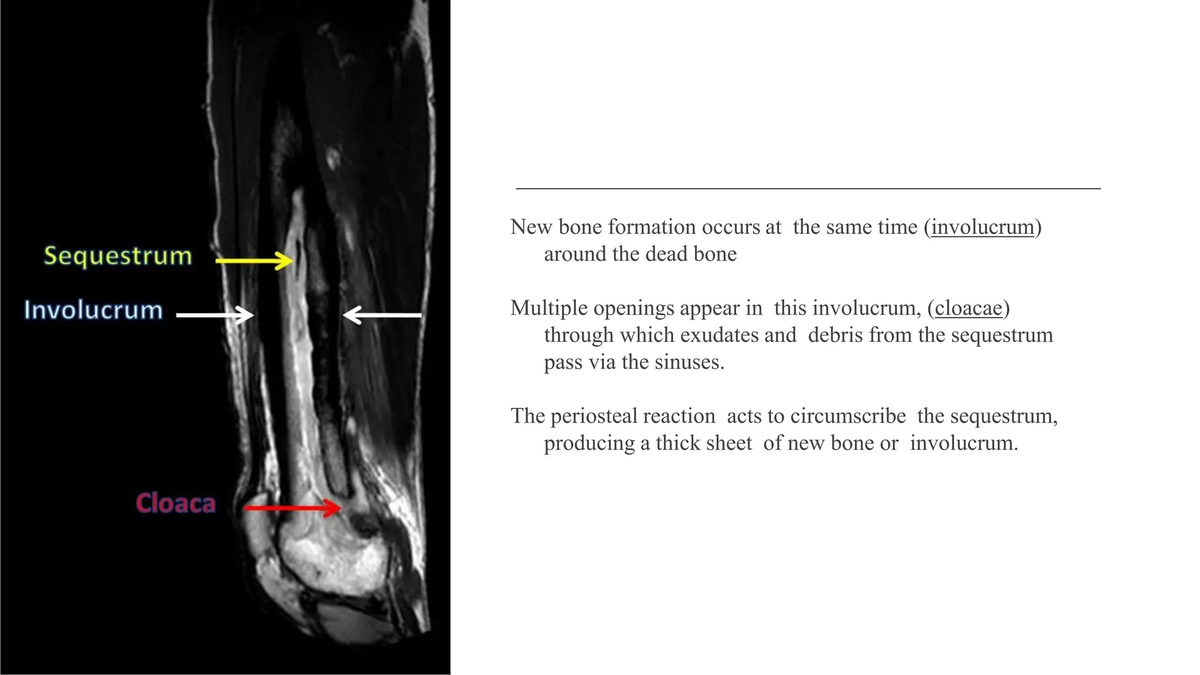 Sequestrum
Involucrum
Cloaca
New bone formation occurs at the same time (involucrum)
around the dead bone
Multiple openings appear in this involucrum, (cloacae)
through which exudates and debris from the sequestrum
pass via the sinuses.
The periosteal reaction acts to circumscribe the sequestrum,
producing a thick sheet of new bone or involucrum.